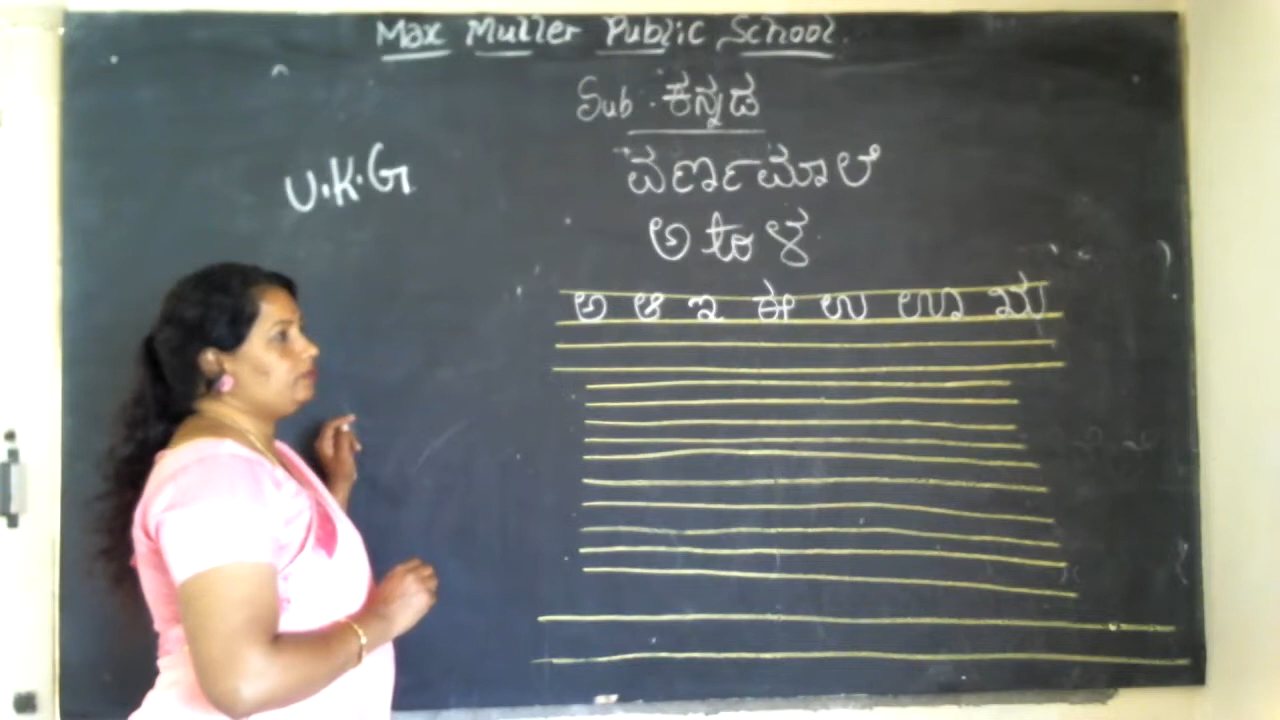 Max Muller Public School
Sub. ಕನ್ನಡ
U.K.G
ವರ್ಣಮಾಲೆ
ಅ ಳ
ಅ ಆ ಇ ಈ ಉ ಊ ಋ